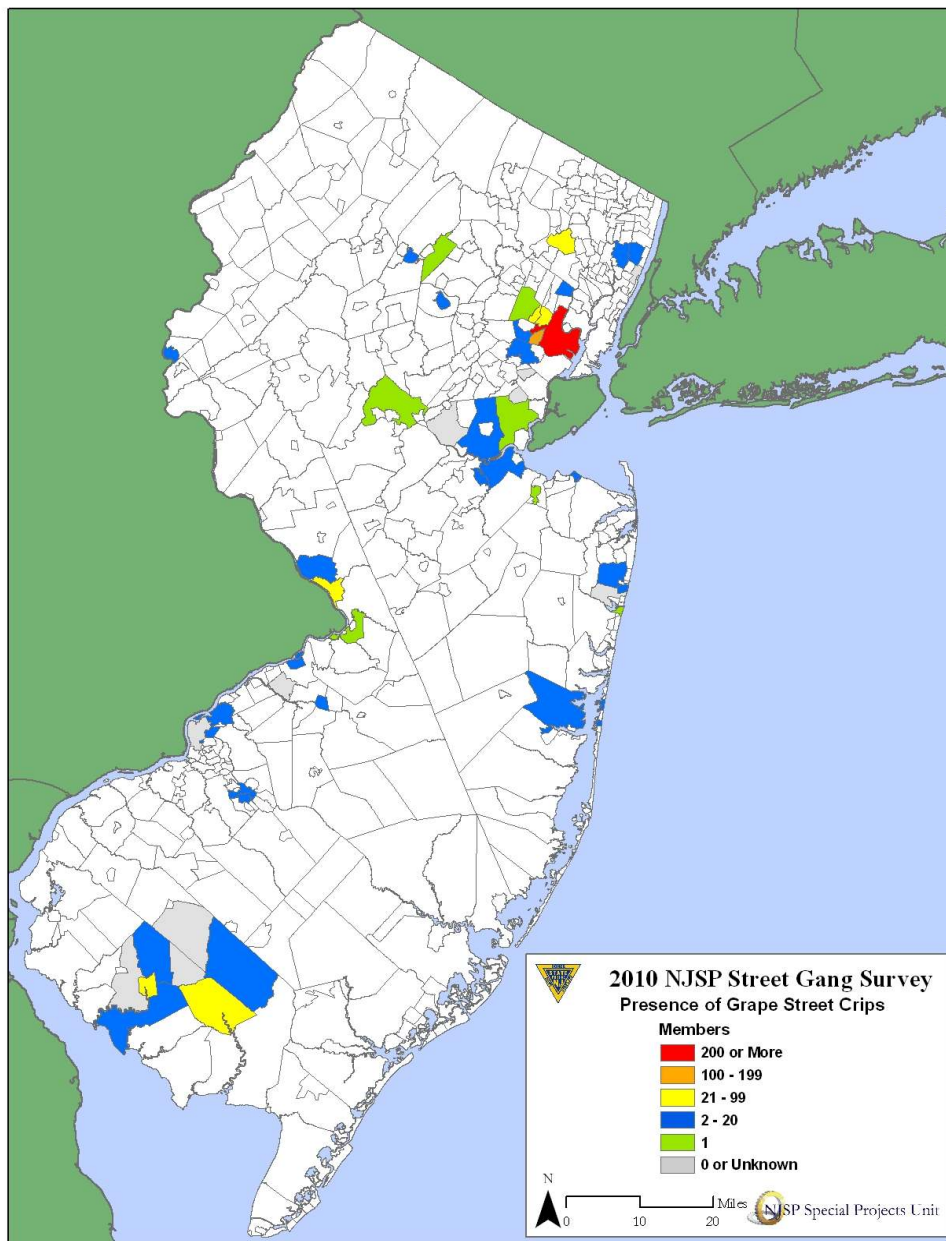 2010 NJSP Street Gang Survey
Presence of Grape Street Crips
Members
200 or More
100 - 199
21 - 99
2 - 20
1
0 or Unknown
N
Miles
0 10 20
NJSP Special Projects Unit